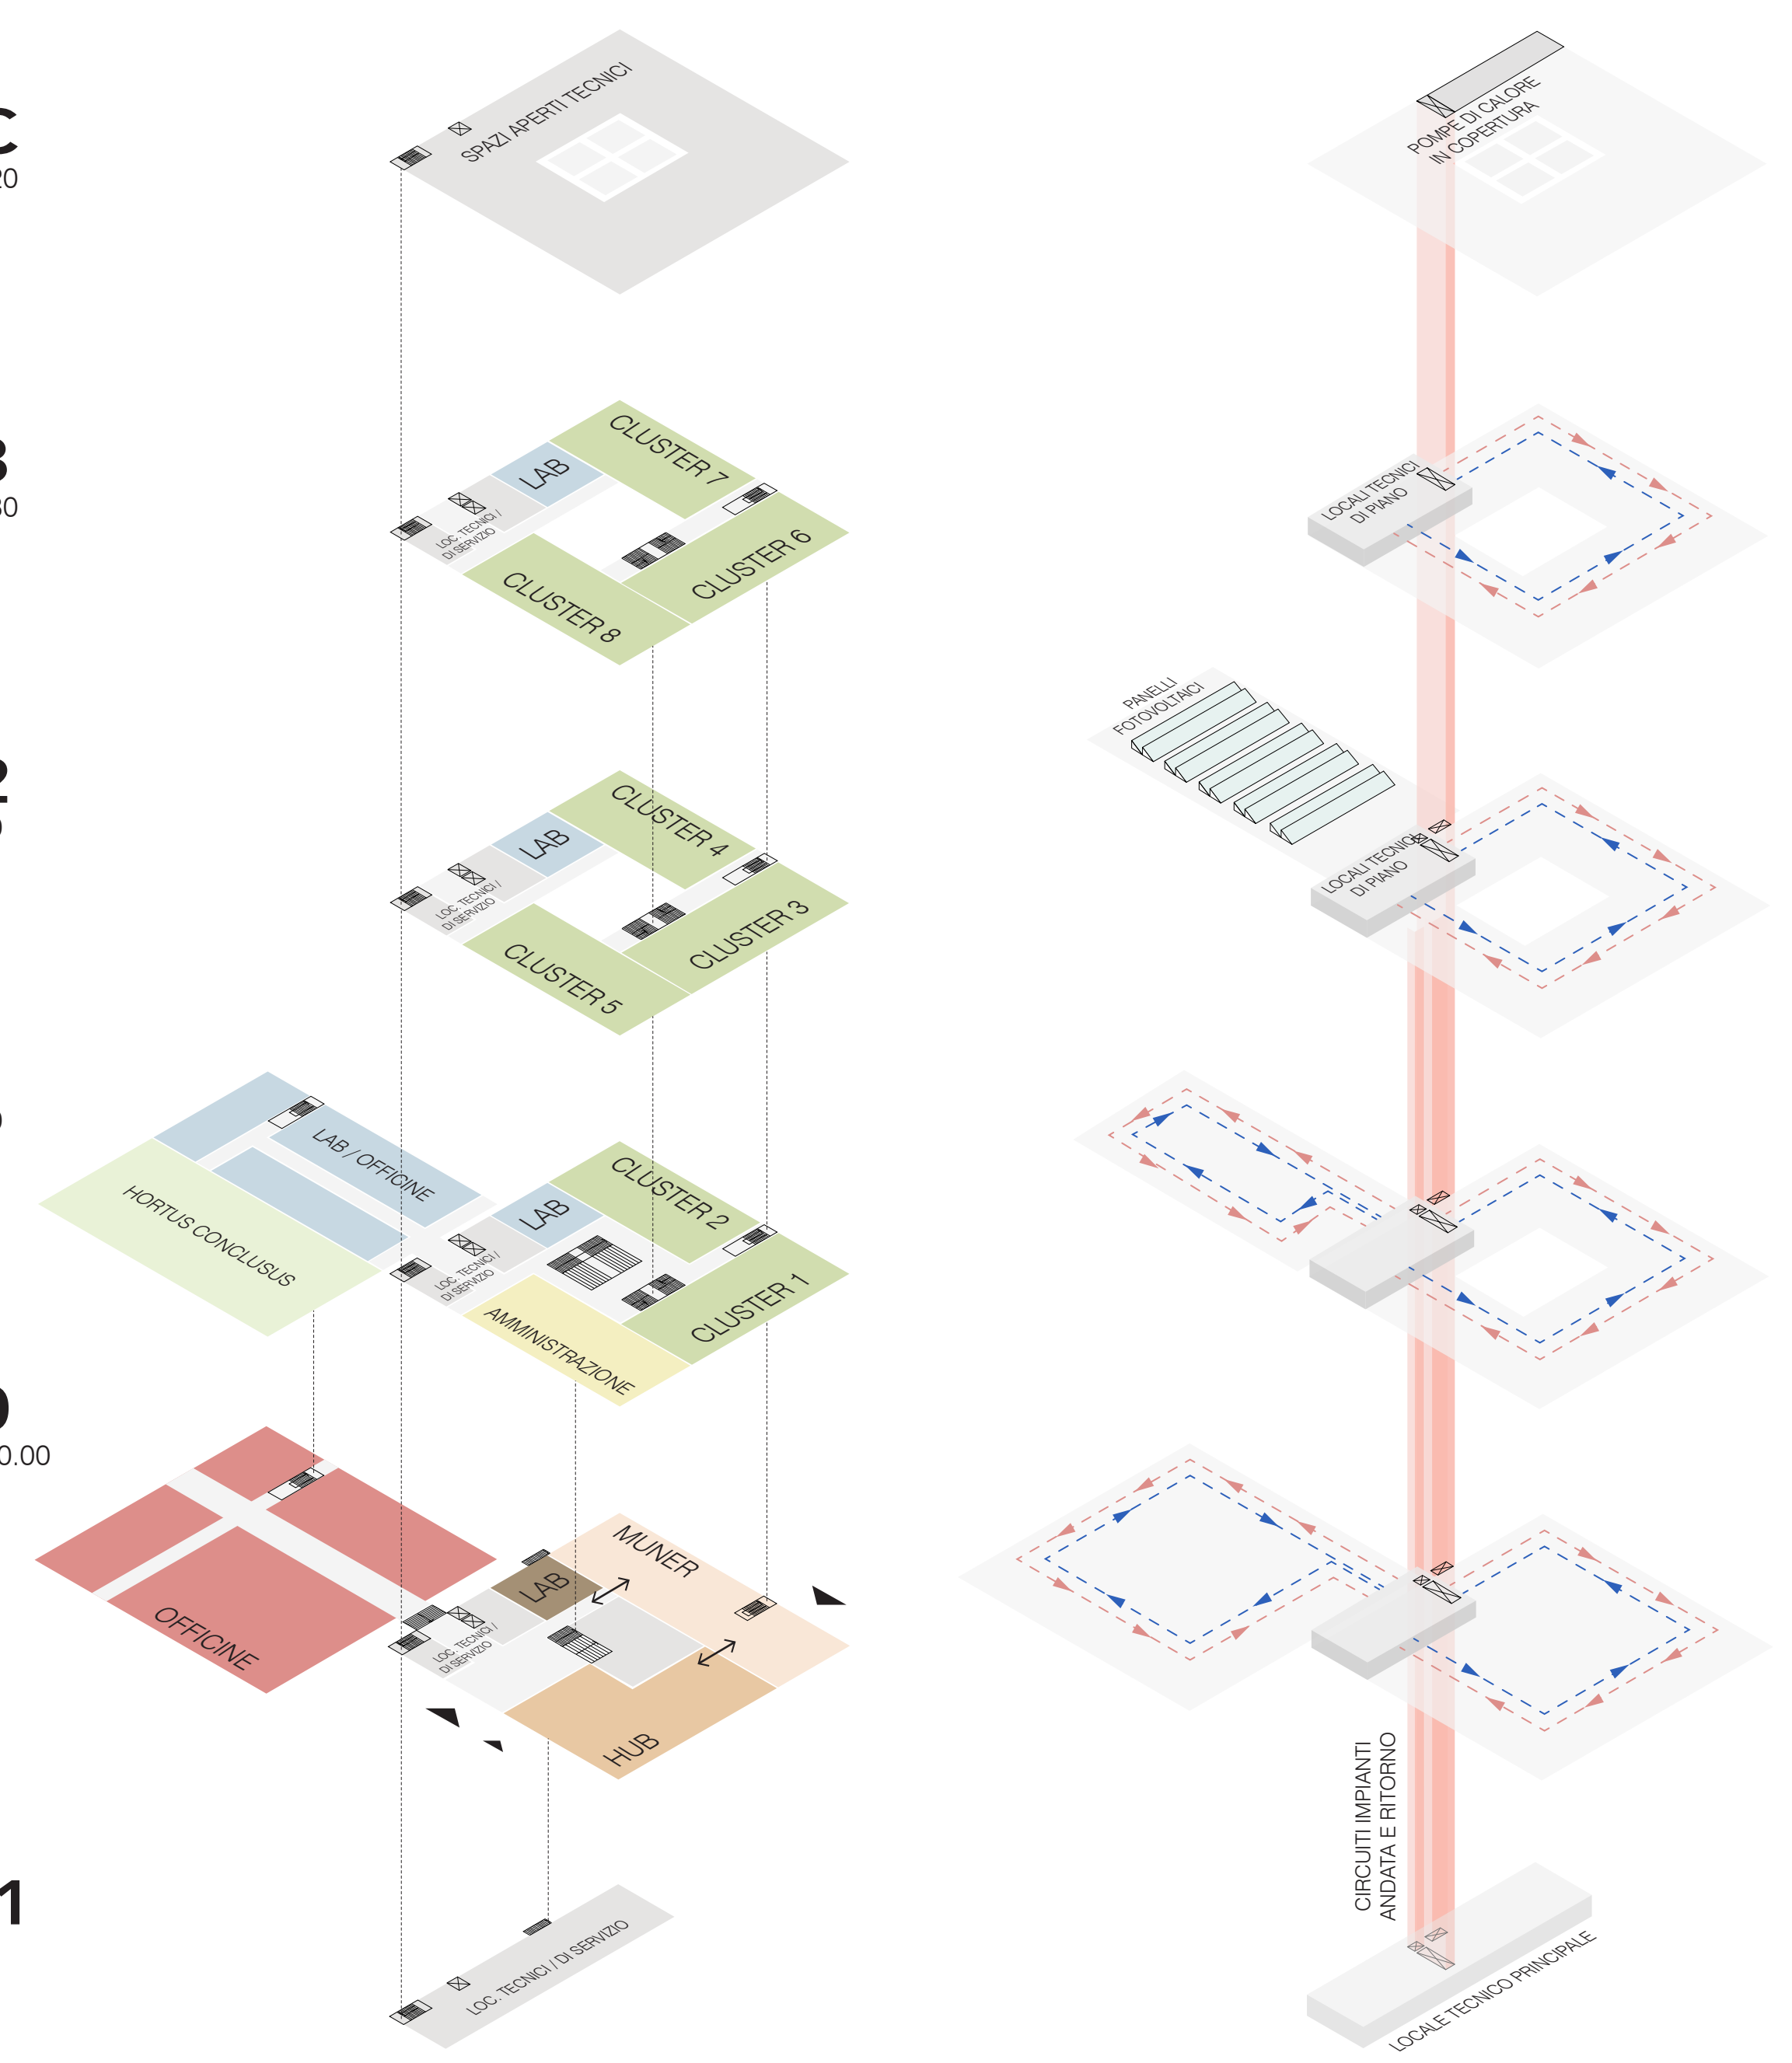 C
20
SPAZI APERTI TECNICI
POMPE DI CALORE
IN COPERTURA
3
30
CLUSTER 7
LAB
LOC. TECNICI /
DI SERVIZIO
CLUSTER 6
CLUSTER 8
LOCALI TECNICI
DI PIANO
PANELLI
FOTOVOLTAICI
2
CLUSTER 4
LAB
LOC. TECNICI /
DI SERVIZIO
CLUSTER 3
CLUSTER 5
LOCALI TECNICI
DI PIANO
LAB / OFFICINE
HORTUS CONCLUSUS
CLUSTER 2
LAB
LOC. TECNICI /
DI SERVIZIO
CLUSTER 1
AMMINISTRAZIONE
0
0.00
OFFICINE
MUNER
LAB
LOC. TECNICI /
DI SERVIZIO
HUB
CIRCUITI IMPIANTI
ANDATA E RITORNO
1
LOC. TECNICI / DI SERVIZIO
LOCALE TECNICO PRINCIPALE